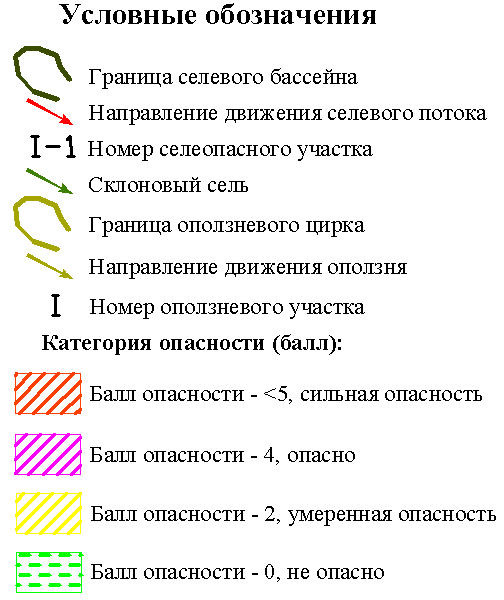 Условные обозначения
Граница селевого бассейна
Направление движения селевого потока
I-1 Номер селеопасного участка
Склоновый сель
Граница оползневого цирка
Направление движения оползня
I Номер оползневого участка
Категория опасности (балл):
Балл опасности - <5, сильная опасность
Балл опасности - 4, опасно
Балл опасности - 2, умеренная опасность
Балл опасности - 0, не опасно